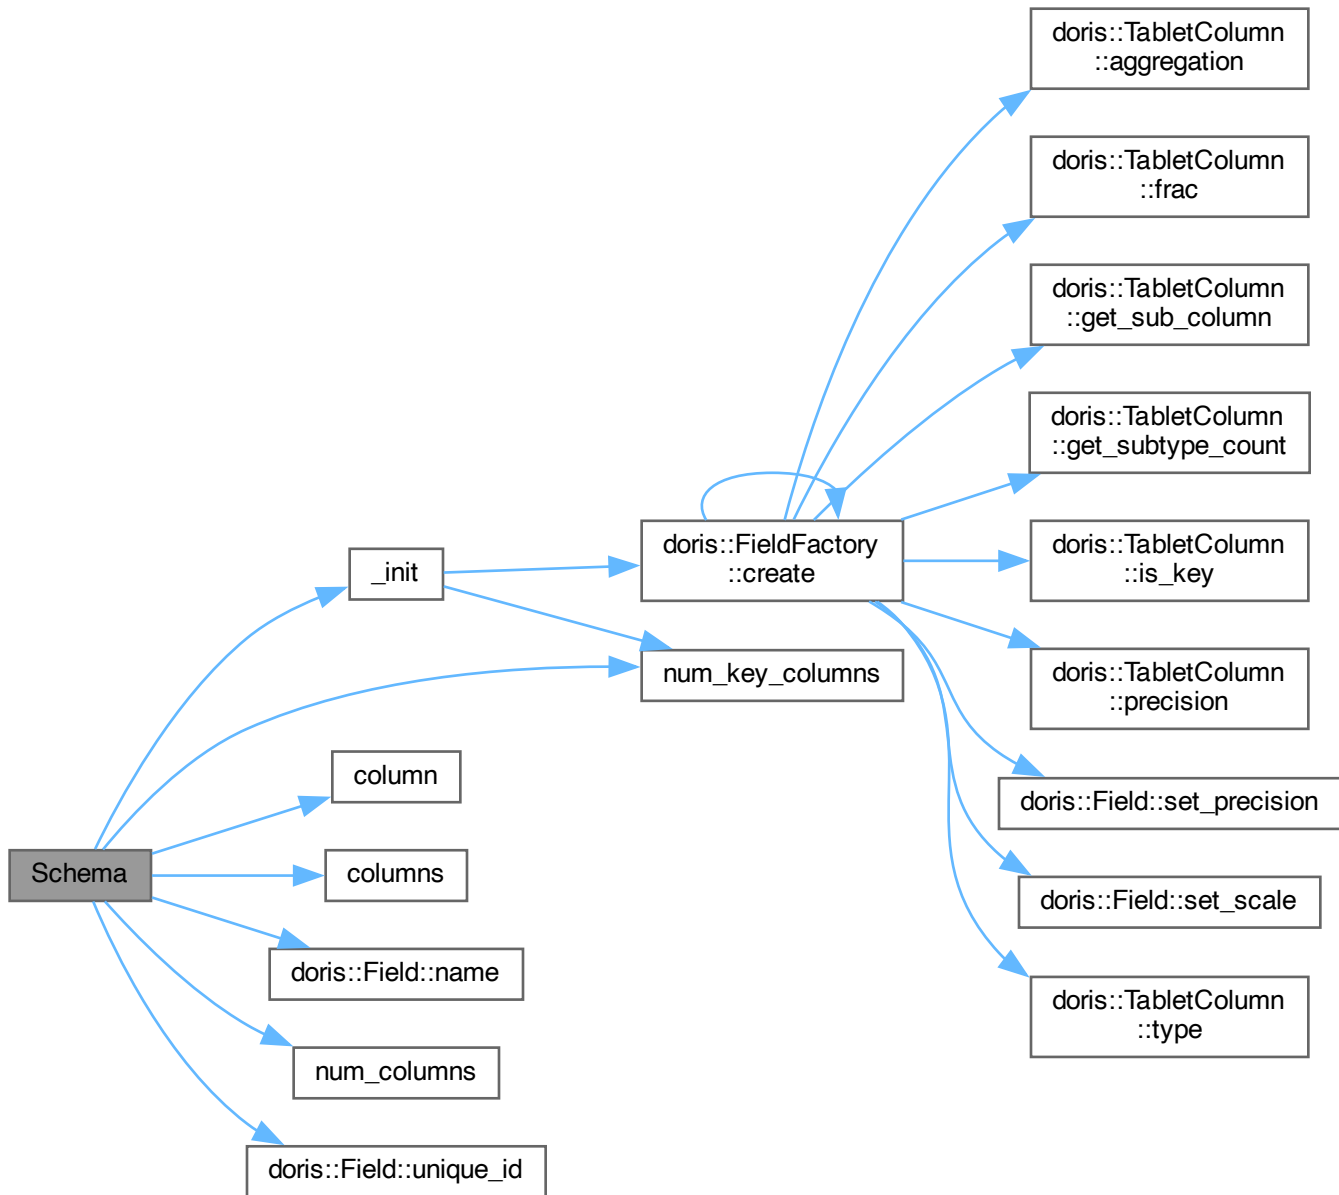 doris::TabletColumn
::aggregation
doris::TabletColumn
::frac
doris::TabletColumn
::get_sub_column
doris::TabletColumn
::get_subtype_count
doris::FieldFactory
::create
doris::TabletColumn
::is_key
_init
num_key_columns
doris::TabletColumn
::precision
column
doris::Field::set_precision
Schema
columns
doris::Field::set_scale
doris::Field::name
doris::TabletColumn
::type
num_columns
doris::Field::unique_id